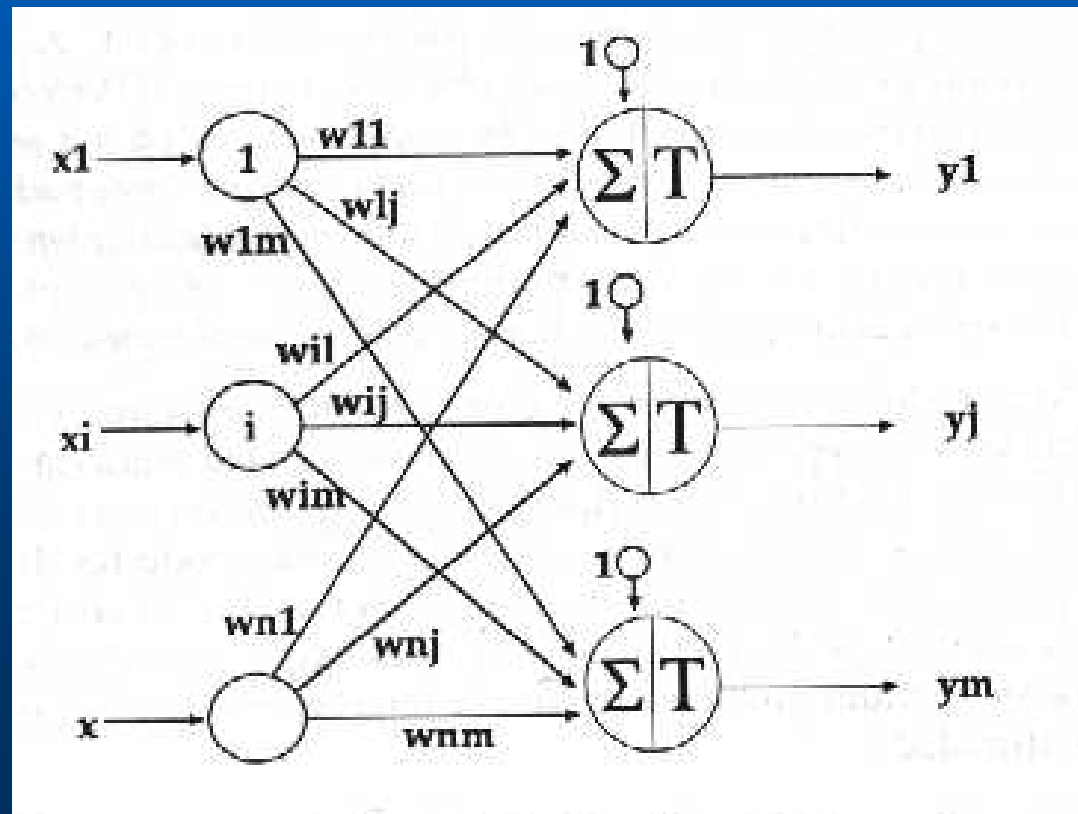 1
x1
1
w11
Σ T
y1
w1j
w1m
1
wi1
xi
i
wij
Σ T
yj
wim
1
wn1
wnj
Σ T
ym
x
wnm